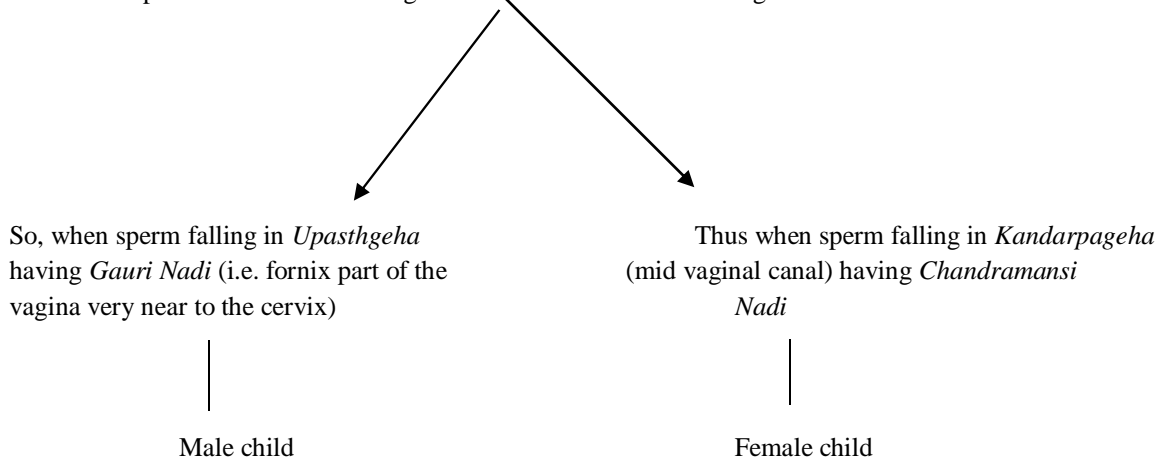 So, when sperm falling in Upasthgeha
having Gauri Nadi (i.e. fornix part of the
vagina very near to the cervix)
Thus when sperm falling in Kandarpageha
(mid vaginal canal) having Chandramansi
Nadi
Male child
Female child